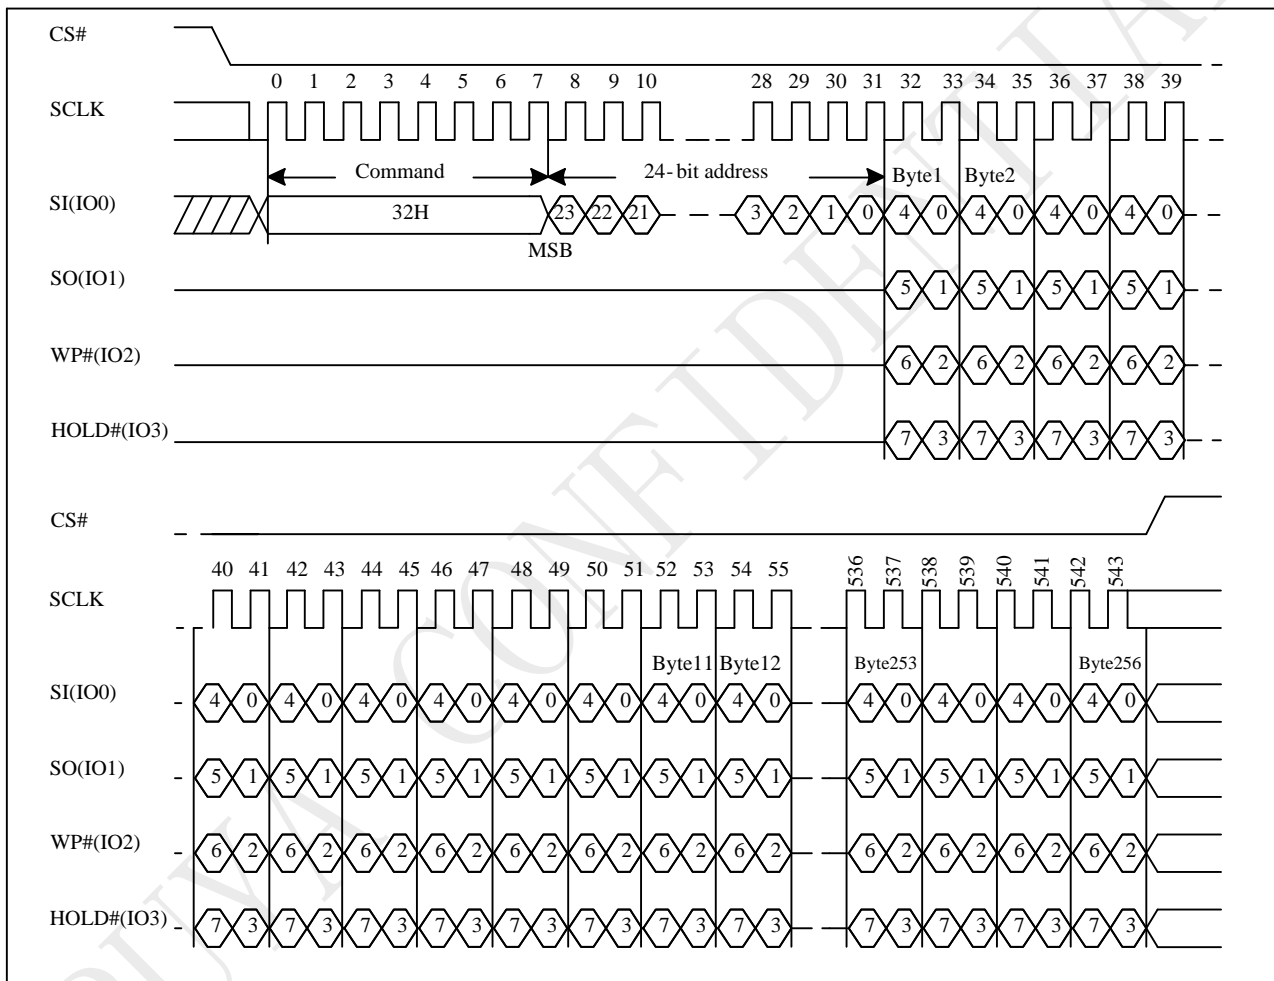 CS#
0 1 2 3 4 5 6 7 8 9 10 28 29 30 31 32 33 34 35 36 37 38 39
SCLK
Command 24-bit address Byte1 Byte2
SI(IO0) 32H 23 22 21 3 2 1 0 4 0 4 0 4 0 4 0
MSB
SO(IO1) 5 1 5 1 5 1 5 1
WP#(IO2) 6 2 6 2 6 2 6 2
HOLD#(IO3) 7 3 7 3 7 3 7 3
CS#
40 41 42 43 44 45 46 47 48 49 50 51 52 53 54 55 536 537 538 539 540 541 542 543
SCLK
Byte11 Byte12 Byte253 Byte256
SI(IO0) 4 0 4 0 4 0 4 0 4 0 4 0 4 0 4 0 4 0 4 0 4 0 4 0
SO(IO1) 5 1 5 1 5 1 5 1 5 1 5 1 5 1 5 1 5 1 5 1 5 1 5 1
WP#(IO2) 6 2 6 2 6 2 6 2 6 2 6 2 6 2 6 2 6 2 6 2 6 2 6 2
HOLD#(IO3) 7 3 7 3 7 3 7 3 7 3 7 3 7 3 7 3 7 3 7 3 7 3 7 3